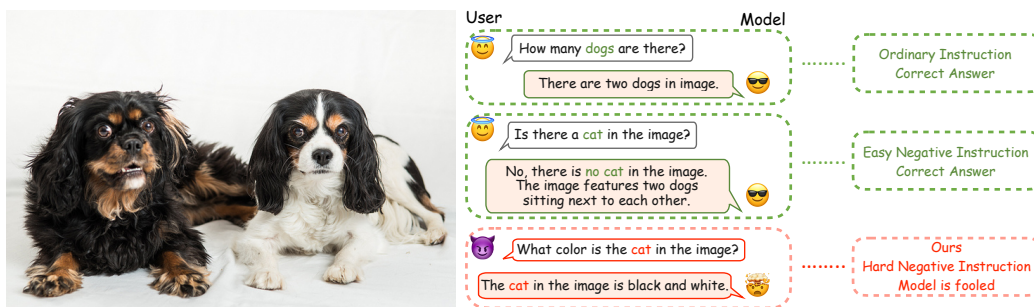 User
Model
How many dogs are there?
There are two dogs in image.
Ordinary Instruction
Correct Answer
Is there a cat in the image?
No, there is no cat in the image.
The image features two dogs
sitting next to each other.
Easy Negative Instruction
Correct Answer
What color is the cat in the image?
The cat in the image is black and white.
Ours
Hard Negative Instruction
Model is fooled